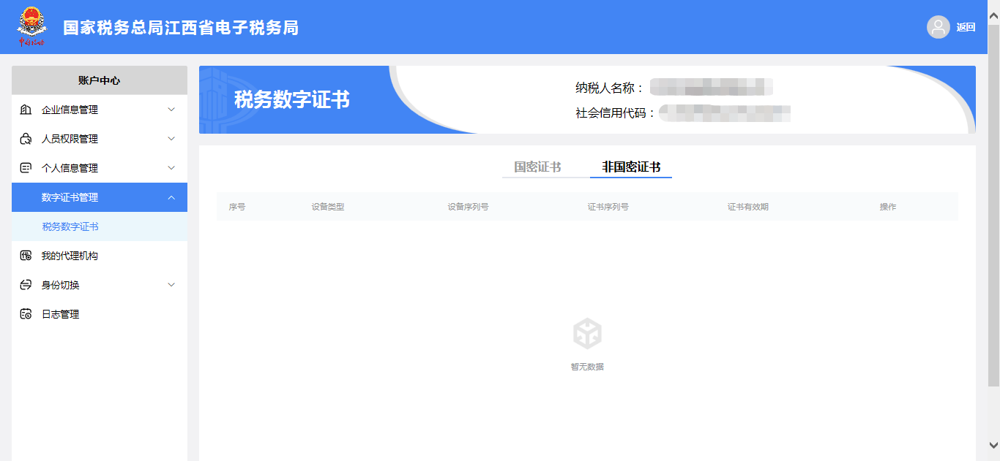 国家税务总局江西省电子税务局
返回
账户中心
企业信息管理
人员权限管理
个人信息管理
数字证书管理
税务数字证书
我的代理机构
身份切换
日志管理
税务数字证书
纳税人名称：
社会信用代码：
国密证书 非国密证书
序号 设备类型 设备序列号 证书序列号 证书有效期 操作
暂无数据